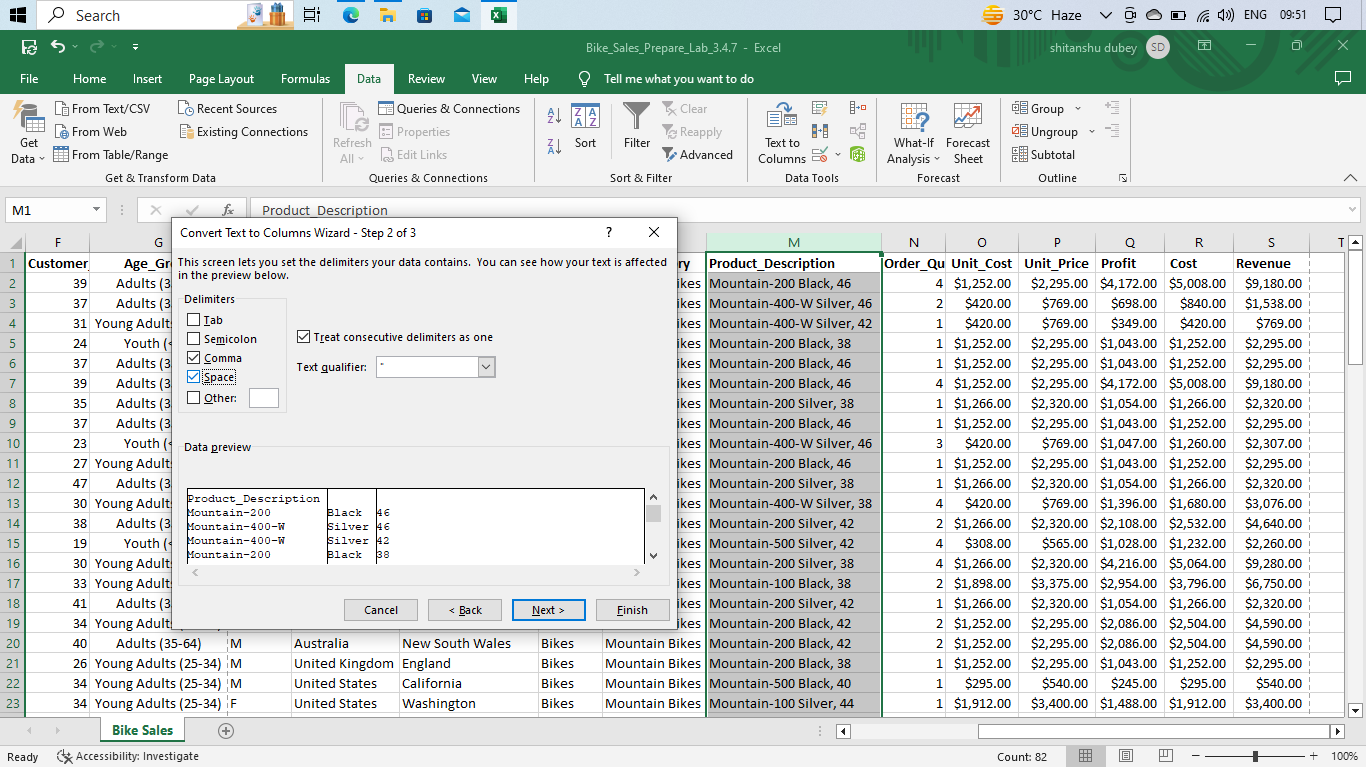 Search
30°C Haze
ENG 09:51
Bike_Sales_Prepare_Lab_3.4.7 - Excel
shitanshu dubey SD
File Home Insert Page Layout Formulas Data Review View Help Tell me what you want to do
Get Data
From Text/CSV
From Web
From Table/Range
Recent Sources
Existing Connections
Get & Transform Data
Refresh All
Queries & Connections
Properties
Edit Links
Queries & Connections
Sort
Filter
Clear
Reapply
Advanced
Sort & Filter
Text to Columns
Data Tools
What-If Analysis
Forecast Sheet
Forecast
Group
Ungroup
Subtotal
Outline
M1
fx
Product_Description
F G M N O P Q R S T
1 Customer_ Age_Gr ry Product_Description Order_Qu Unit_Cost Unit_Price Profit Cost Revenue
2 39 Adults (3 ikes Mountain-200 Black, 46 4 $1,252.00 $2,295.00 $4,172.00 $5,008.00 $9,180.00
3 37 Adults (3 ikes Mountain-400-W Silver, 46 2 $420.00 $769.00 $698.00 $840.00 $1,538.00
4 31 Young Adult ikes Mountain-400-W Silver, 42 1 $420.00 $769.00 $349.00 $420.00 $769.00
5 24 Youth (< ikes Mountain-200 Black, 38 1 $1,252.00 $2,295.00 $1,043.00 $1,252.00 $2,295.00
6 37 Adults (3 ikes Mountain-200 Black, 46 1 $1,252.00 $2,295.00 $1,043.00 $1,252.00 $2,295.00
7 39 Adults (3 ikes Mountain-200 Black, 46 4 $1,252.00 $2,295.00 $4,172.00 $5,008.00 $9,180.00
8 35 Adults (3 ikes Mountain-200 Silver, 38 1 $1,266.00 $2,320.00 $1,054.00 $1,266.00 $2,320.00
9 37 Adults (3 ikes Mountain-200 Black, 46 1 $1,252.00 $2,295.00 $1,043.00 $1,252.00 $2,295.00
10 23 Youth (< ikes Mountain-400-W Silver, 46 3 $420.00 $769.00 $1,047.00 $1,260.00 $2,307.00
11 27 Young Adult ikes Mountain-200 Black, 46 1 $1,252.00 $2,295.00 $1,043.00 $1,252.00 $2,295.00
12 47 Adults (3 ikes Mountain-200 Silver, 38 1 $1,266.00 $2,320.00 $1,054.00 $1,266.00 $2,320.00
13 30 Young Adult ikes Mountain-400-W Silver, 38 4 $420.00 $769.00 $1,396.00 $1,680.00 $3,076.00
14 38 Adults (3 ikes Mountain-200 Silver, 42 2 $1,266.00 $2,320.00 $2,108.00 $2,532.00 $4,640.00
15 19 Youth (< ikes Mountain-500 Silver, 42 4 $308.00 $565.00 $1,028.00 $1,232.00 $2,260.00
16 30 Young Adult ikes Mountain-200 Silver, 38 4 $1,266.00 $2,320.00 $4,216.00 $5,064.00 $9,280.00
17 33 Young Adult ikes Mountain-100 Black, 38 2 $1,898.00 $3,375.00 $2,954.00 $3,796.00 $6,750.00
18 41 Adults (3 ikes Mountain-200 Silver, 42 1 $1,266.00 $2,320.00 $1,054.00 $1,266.00 $2,320.00
19 34 Young Adult ikes Mountain-200 Black, 42 2 $1,252.00 $2,295.00 $2,086.00 $2,504.00 $4,590.00
20 40 Adults (35-64) M Australia New South Wales Bikes Mountain Bikes Mountain-200 Black, 42 2 $1,252.00 $2,295.00 $2,086.00 $2,504.00 $4,590.00
21 26 Young Adults (25-34) M United Kingdom England Bikes Mountain Bikes Mountain-200 Black, 38 1 $1,252.00 $2,295.00 $1,043.00 $1,252.00 $2,295.00
22 34 Young Adults (25-34) M United States California Bikes Mountain Bikes Mountain-500 Black, 40 1 $295.00 $540.00 $245.00 $295.00 $540.00
23 34 Young Adults (25-34) F United States Washington Bikes Mountain Bikes Mountain-100 Silver, 44 1 $1,912.00 $3,400.00 $1,488.00 $1,912.00 $3,400.00
Convert Text to Columns Wizard - Step 2 of 3 ?
This screen lets you set the delimiters your data contains. You can see how your text is affected
in the preview below.
Delimiters
Tab
Semicolon
Comma
Space
Other:
Treat consecutive delimiters as one
Text qualifier: "
Data preview
Product_Description
Mountain-200 Black 46
Mountain-400-W Silver 46
Mountain-400-W Silver 42
Mountain-200 Black 38
Cancel < Back Next > Finish
Bike Sales
Ready Accessibility: Investigate Count: 82 100%